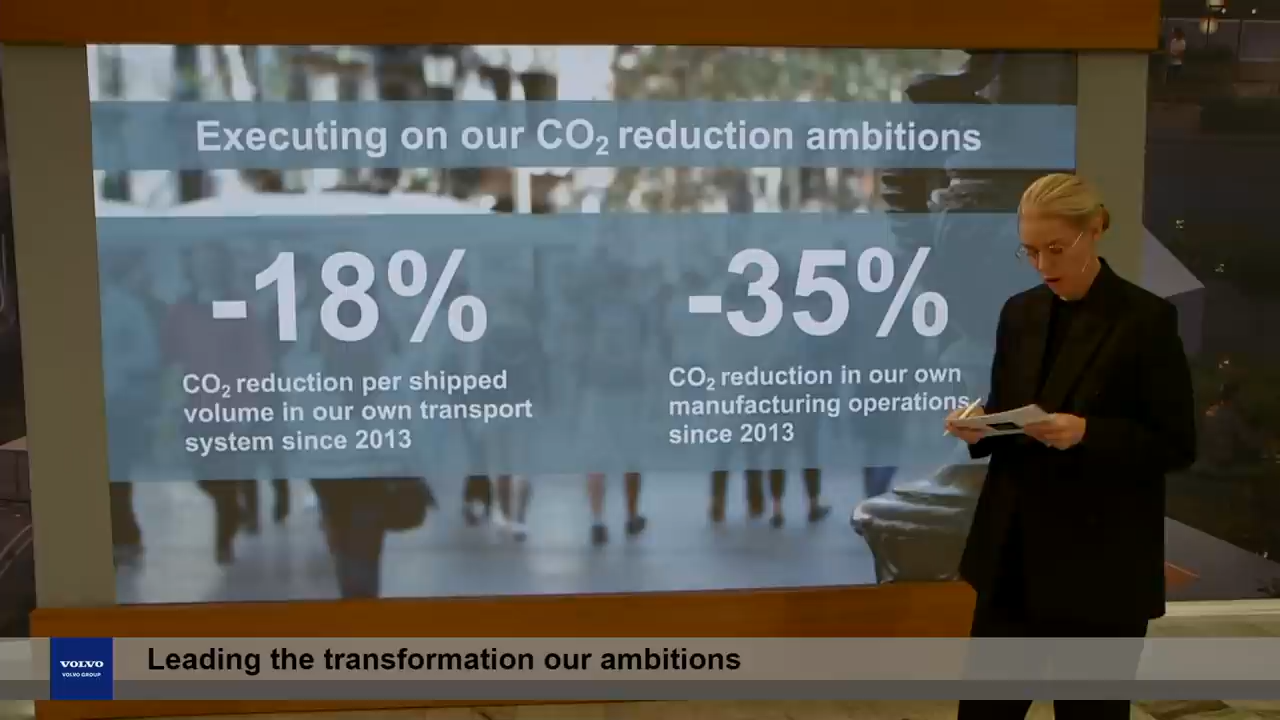 Executing on our CO₂ reduction ambitions
-18%
CO₂ reduction per shipped
volume in our own transport
system since 2013
-35%
CO₂ reduction in our own
manufacturing operations
since 2013
VOLVO
VOLVO GROUP
Leading the transformation our ambitions